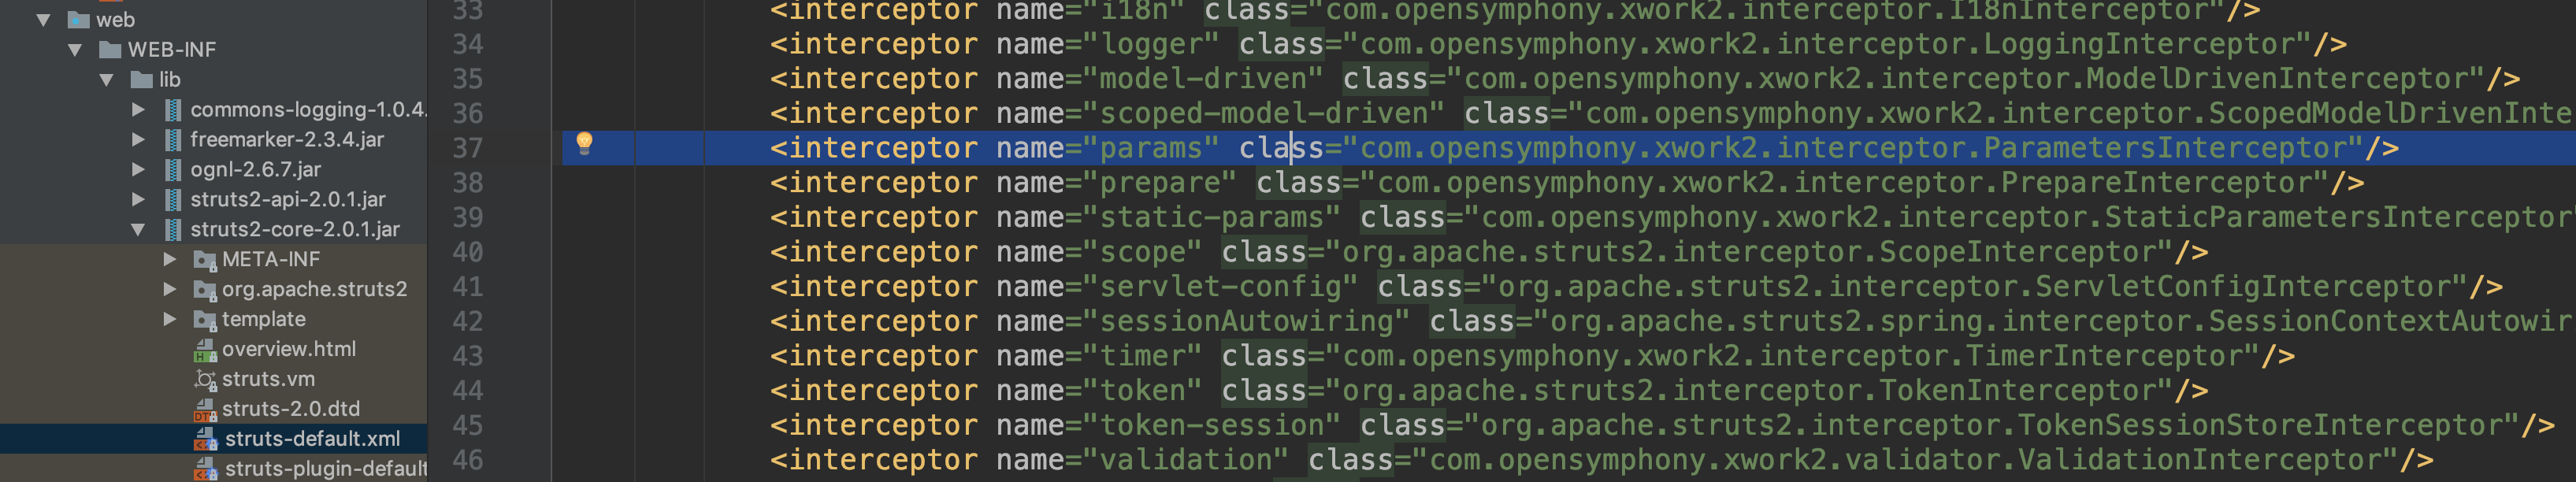 web
WEB-INF
lib
commons-logging-1.0.4.
freemarker-2.3.4.jar
ognl-2.6.7.jar
struts2-api-2.0.1.jar
struts2-core-2.0.1.jar
META-INF
org.apache.struts2
template
overview.html
struts.vm
struts-2.0.dtd
struts-default.xml
struts-plugin-default
33 <interceptor name="i18n" class="com.opensymphony.xwork2.interceptor.I18nInterceptor"/>
34 <interceptor name="logger" class="com.opensymphony.xwork2.interceptor.LoggingInterceptor"/>
35 <interceptor name="model-driven" class="com.opensymphony.xwork2.interceptor.ModelDrivenInterceptor"/>
36 <interceptor name="scoped-model-driven" class="com.opensymphony.xwork2.interceptor.ScopedModelDrivenInte
37 <interceptor name="params" class="com.opensymphony.xwork2.interceptor.ParametersInterceptor"/>
38 <interceptor name="prepare" class="com.opensymphony.xwork2.interceptor.PrepareInterceptor"/>
39 <interceptor name="static-params" class="com.opensymphony.xwork2.interceptor.StaticParametersInterceptor"
40 <interceptor name="scope" class="org.apache.struts2.interceptor.ScopeInterceptor"/>
41 <interceptor name="servlet-config" class="org.apache.struts2.interceptor.ServletConfigInterceptor"/>
42 <interceptor name="sessionAutowiring" class="org.apache.struts2.spring.interceptor.SessionContextAutowir
43 <interceptor name="timer" class="com.opensymphony.xwork2.interceptor.TimerInterceptor"/>
44 <interceptor name="token" class="org.apache.struts2.interceptor.TokenInterceptor"/>
45 <interceptor name="token-session" class="org.apache.struts2.interceptor.TokenSessionStoreInterceptor"/>
46 <interceptor name="validation" class="com.opensymphony.xwork2.validator.ValidationInterceptor"/>